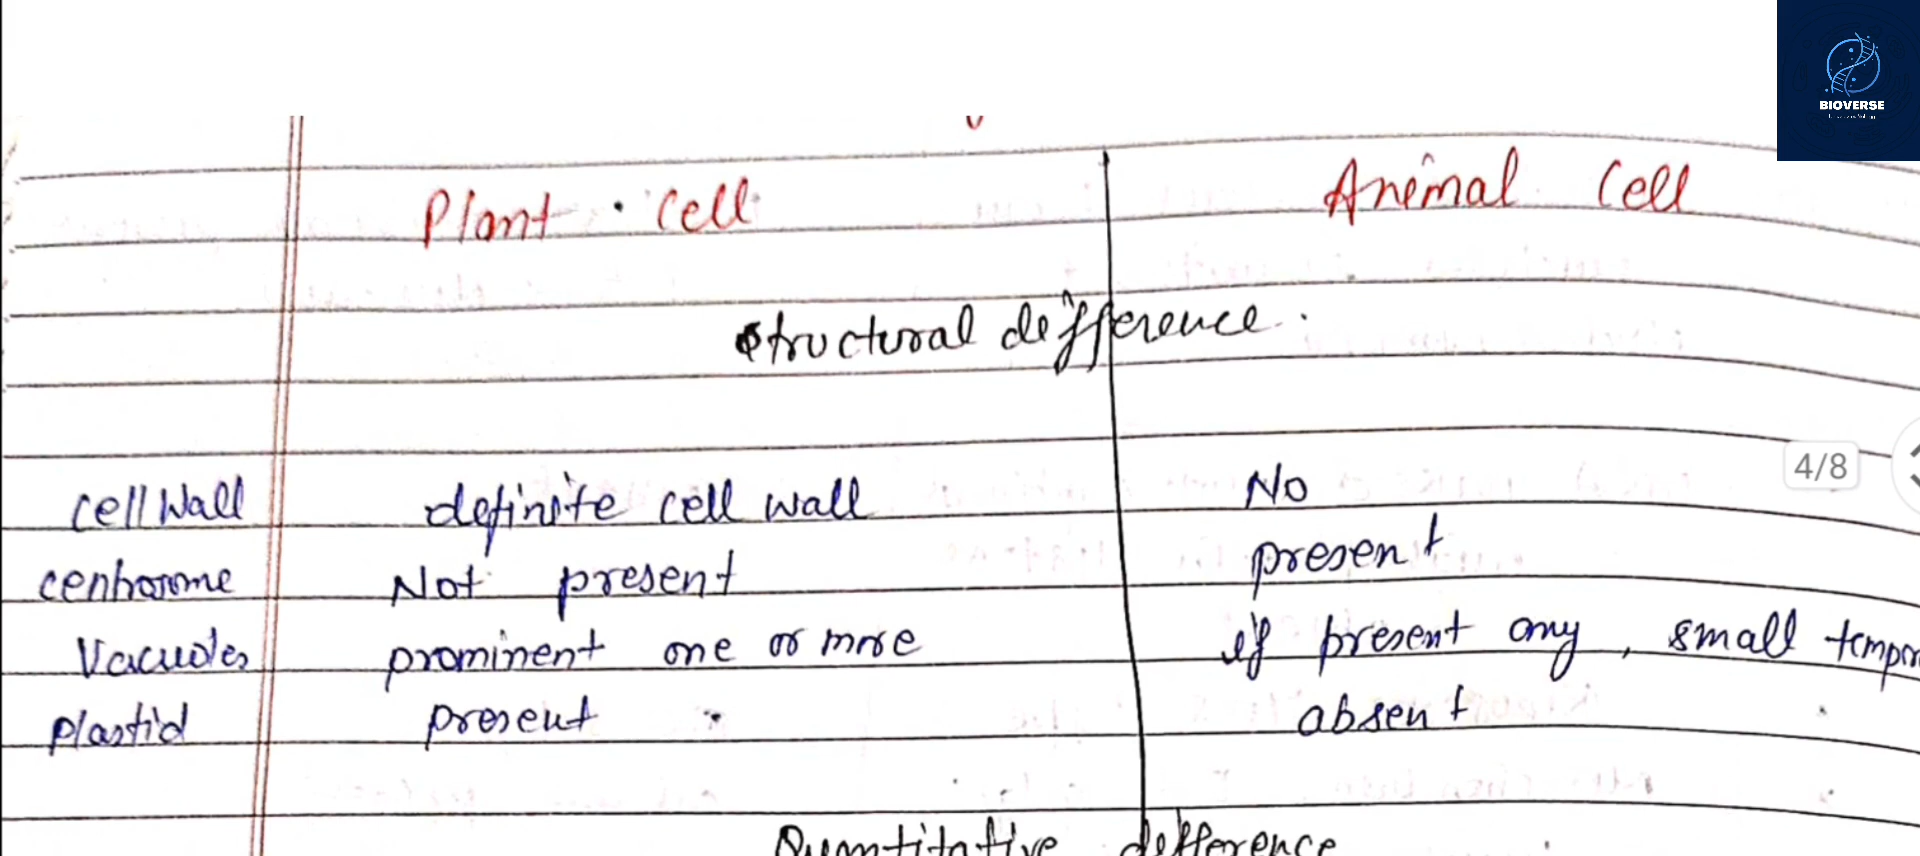 BIOVERSE
Plant cell Animal Cell
structural difference.
4/8
cell Wall definite cell wall No
centrosome Not present present
Vacuoles prominent one or more if present any, small tempor
plastid present absent
Quantitative difference